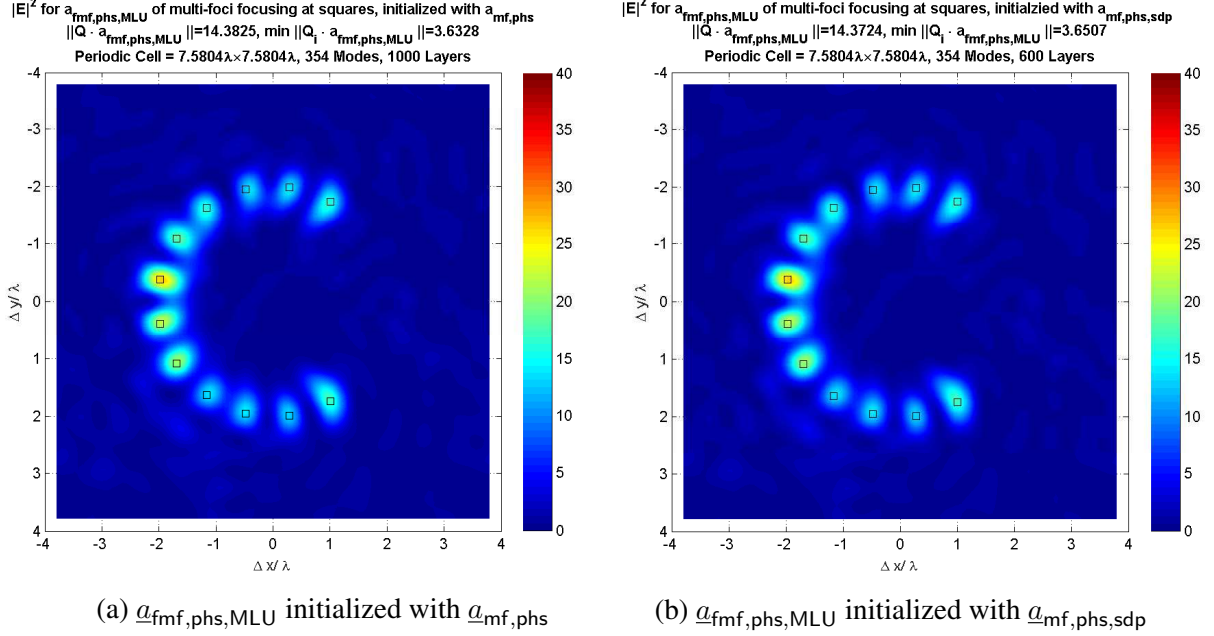 |E|² for a_fmf,phs,MLU of multi-foci focusing at squares, initialized with a_mf,phs
||Q · a_fmf,phs,MLU ||=14.3825, min ||Q_i · a_fmf,phs,MLU ||=3.6328
Periodic Cell = 7.5804λ×7.5804λ, 354 Modes, 1000 Layers
-4
-3
-2
-1
0
1
2
3
4
Δ y/ λ
-4 -3 -2 -1 0 1 2 3 4
Δ x/ λ
40
35
30
25
20
15
10
5
0
|E|² for a_fmf,phs,MLU of multi-foci focusing at squares, initialzied with a_mf,phs,sdp
||Q · a_fmf,phs,MLU ||=14.3724, min ||Q_i · a_fmf,phs,MLU ||=3.6507
Periodic Cell = 7.5804λ×7.5804λ, 354 Modes, 600 Layers
-4
-3
-2
-1
0
1
2
3
4
Δ y/ λ
-4 -3 -2 -1 0 1 2 3 4
Δ x/ λ
40
35
30
25
20
15
10
5
0
(a) a_fmf,phs,MLU initialized with a_mf,phs
(b) a_fmf,phs,MLU initialized with a_mf,phs,sdp